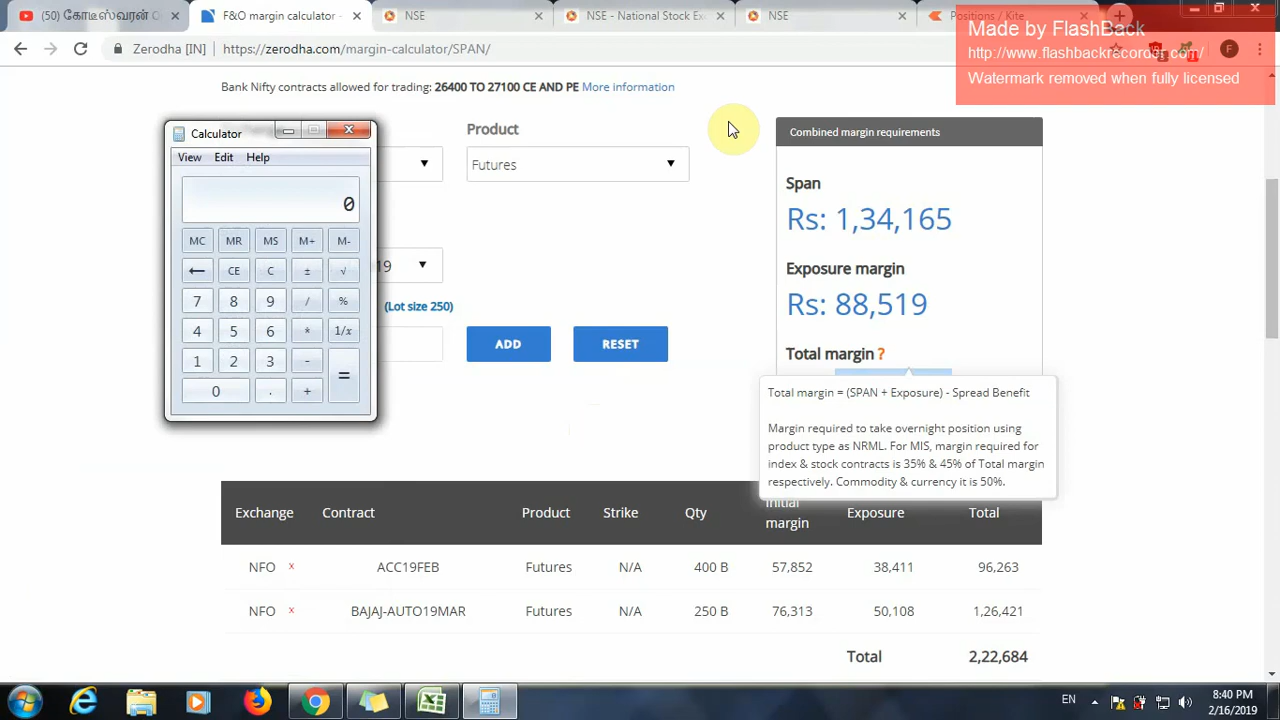 (50) கோடீஸ்வரன் O
F&O margin calculator -
NSE
NSE - National Stock Exc
NSE
Positions / Kite
Made by FlashBack
http://www.flashbackrecorder.com/
Watermark removed when fully licensed
Zerodha [IN]
https://zerodha.com/margin-calculator/SPAN/
F
Bank Nifty contracts allowed for trading: 26400 TO 27100 CE AND PE More information
Calculator
View Edit Help
0
MC MR MS M+ M-
← CE C ± √
7 8 9 / %
4 5 6 * 1/x
1 2 3 - =
0 . +
Product
Futures
19
(Lot size 250)
ADD
RESET
Combined margin requirements
Span
Rs: 1,34,165
Exposure margin
Rs: 88,519
Total margin ?
Total margin = (SPAN + Exposure) - Spread Benefit
Margin required to take overnight position using
product type as NRML. For MIS, margin required for
index & stock contracts is 35% & 45% of Total margin
respectively. Commodity & currency it is 50%.
Exchange Contract Product Strike Qty Initial margin Exposure Total
NFO x ACC19FEB Futures N/A 400 B 57,852 38,411 96,263
NFO x BAJAJ-AUTO19MAR Futures N/A 250 B 76,313 50,108 1,26,421
Total 2,22,684
EN
8:40 PM
2/16/2019